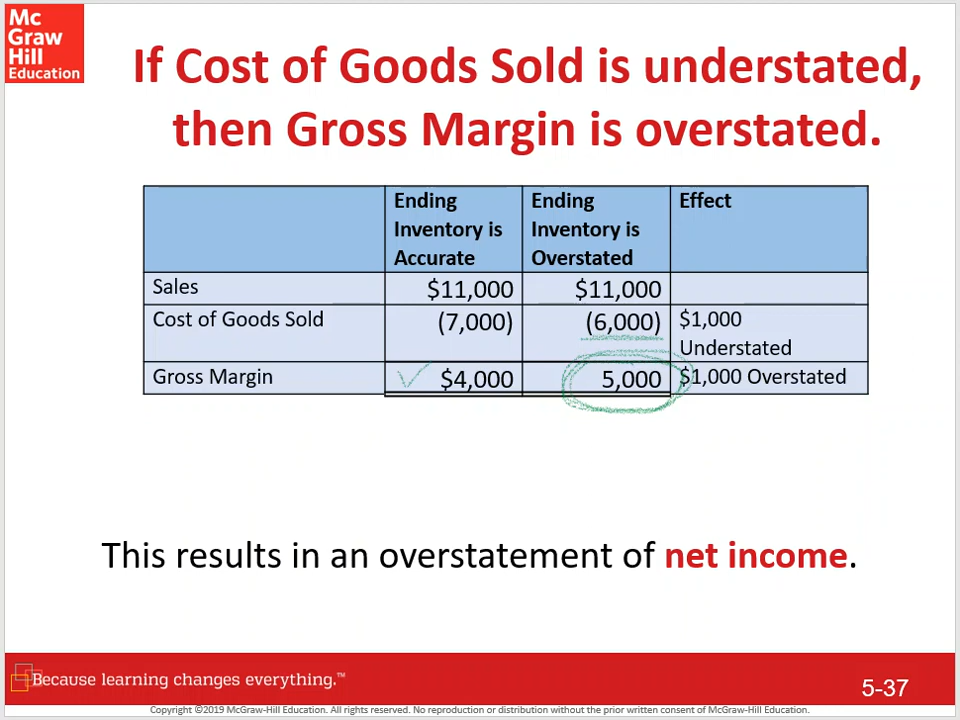 Mc
Graw
Hill
Education
If Cost of Goods Sold is understated,
then Gross Margin is overstated.
Ending Inventory is Accurate Ending Inventory is Overstated Effect
Sales $11,000 $11,000
Cost of Goods Sold (7,000) (6,000) $1,000 Understated
Gross Margin $4,000 5,000 $1,000 Overstated
This results in an overstatement of net income.
Because learning changes everything.™
5-37
Copyright ©2019 McGraw-Hill Education. All rights reserved. No reproduction or distribution without the prior written consent of McGraw-Hill Education.